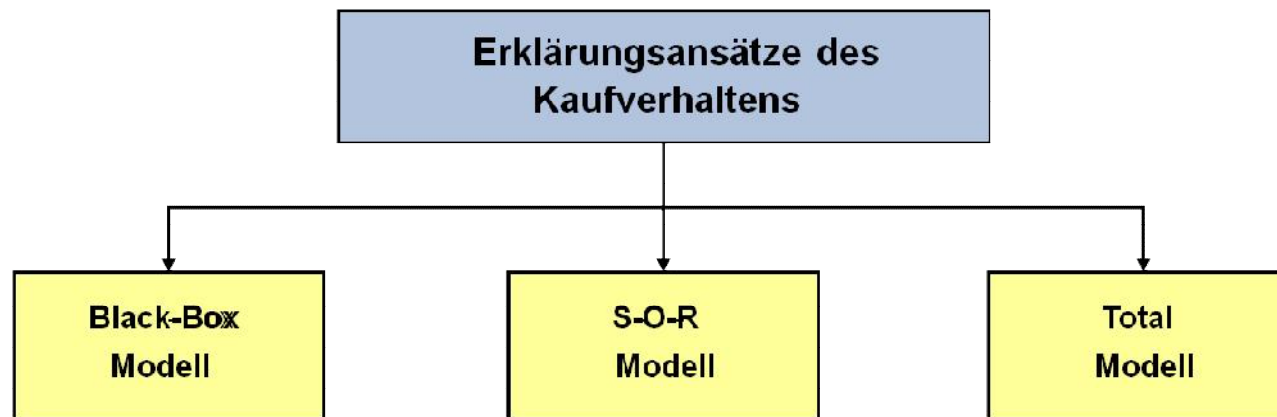 Erklärungsansätze des
Kaufverhaltens
Black-Box
Modell
S-O-R
Modell
Total
Modell